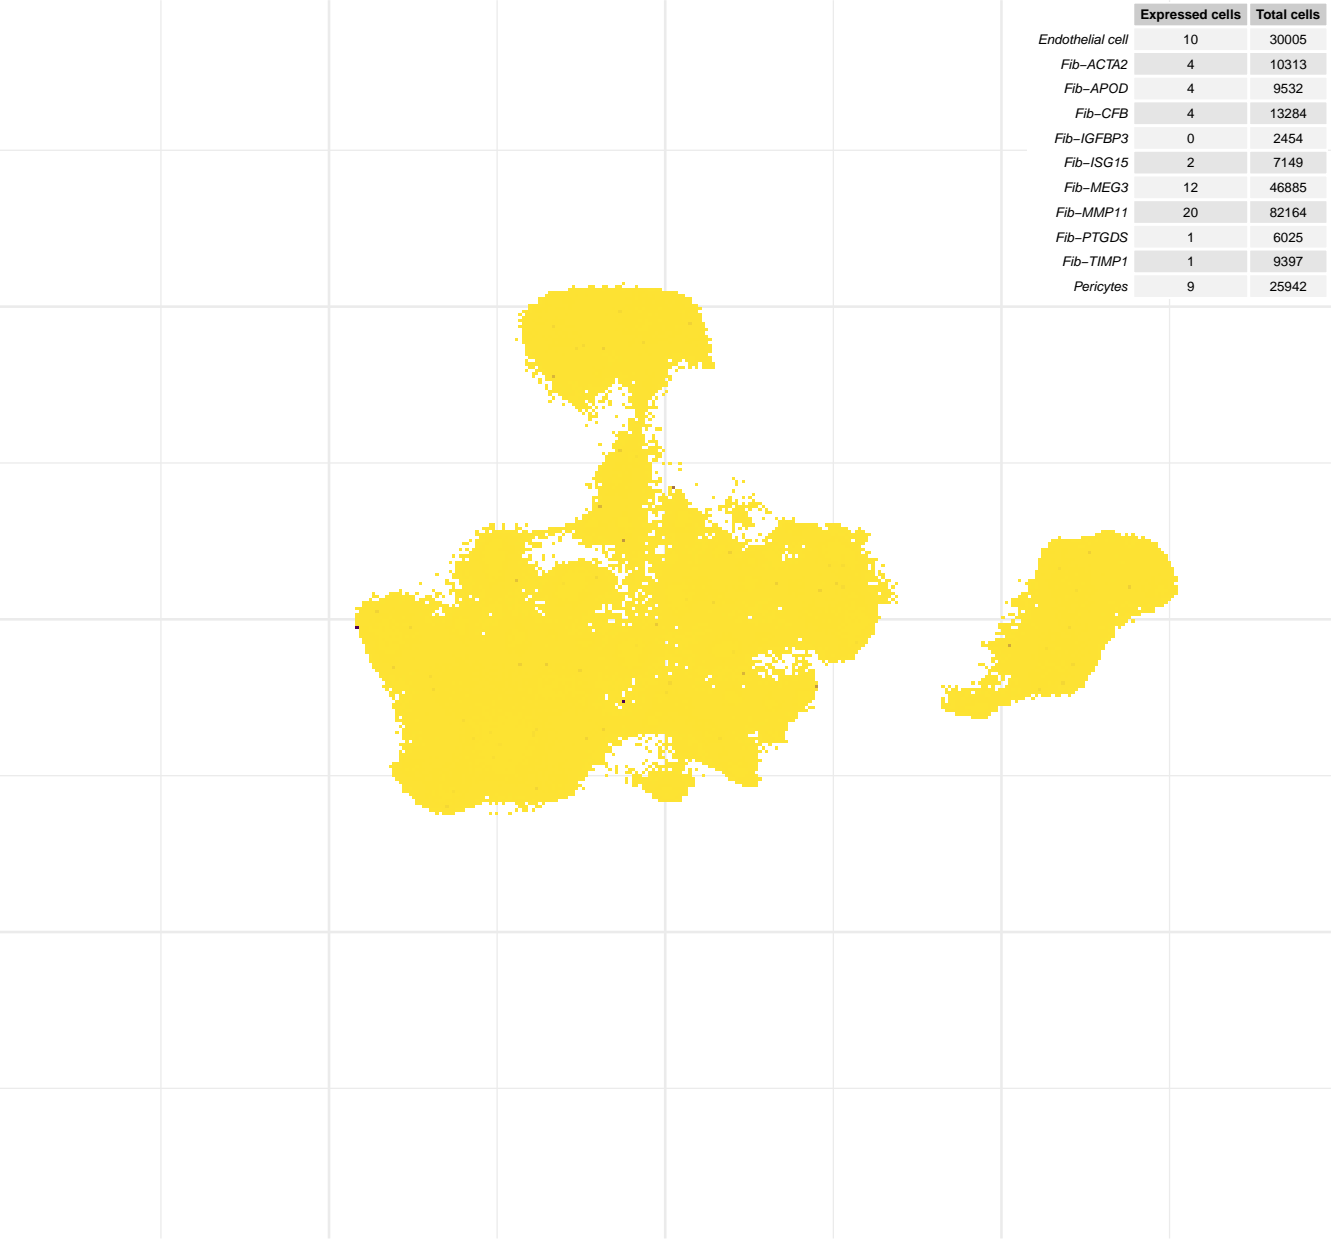 Expressed cells Total cells
Endothelial cell 10 30005
Fib−ACTA2 4 10313
Fib−APOD 4 9532
Fib−CFB 4 13284
Fib−IGFBP3 0 2454
Fib−ISG15 2 7149
Fib−MEG3 12 46885
Fib−MMP11 20 82164
Fib−PTGDS 1 6025
Fib−TIMP1 1 9397
Pericytes 9 25942